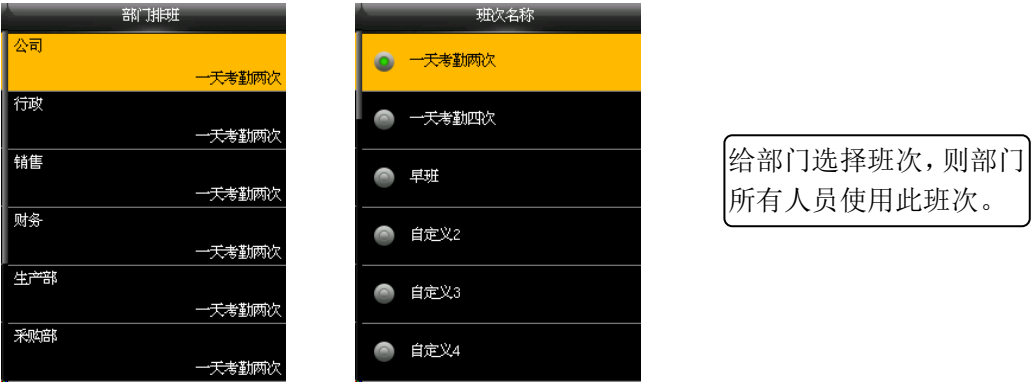 部门排班
公司
一天考勤两次
行政
一天考勤两次
销售
一天考勤两次
财务
一天考勤两次
生产部
一天考勤两次
采购部
一天考勤两次
班次名称
一天考勤两次
一天考勤四次
早班
自定义2
自定义3
自定义4
给部门选择班次，则部门
所有人员使用此班次。